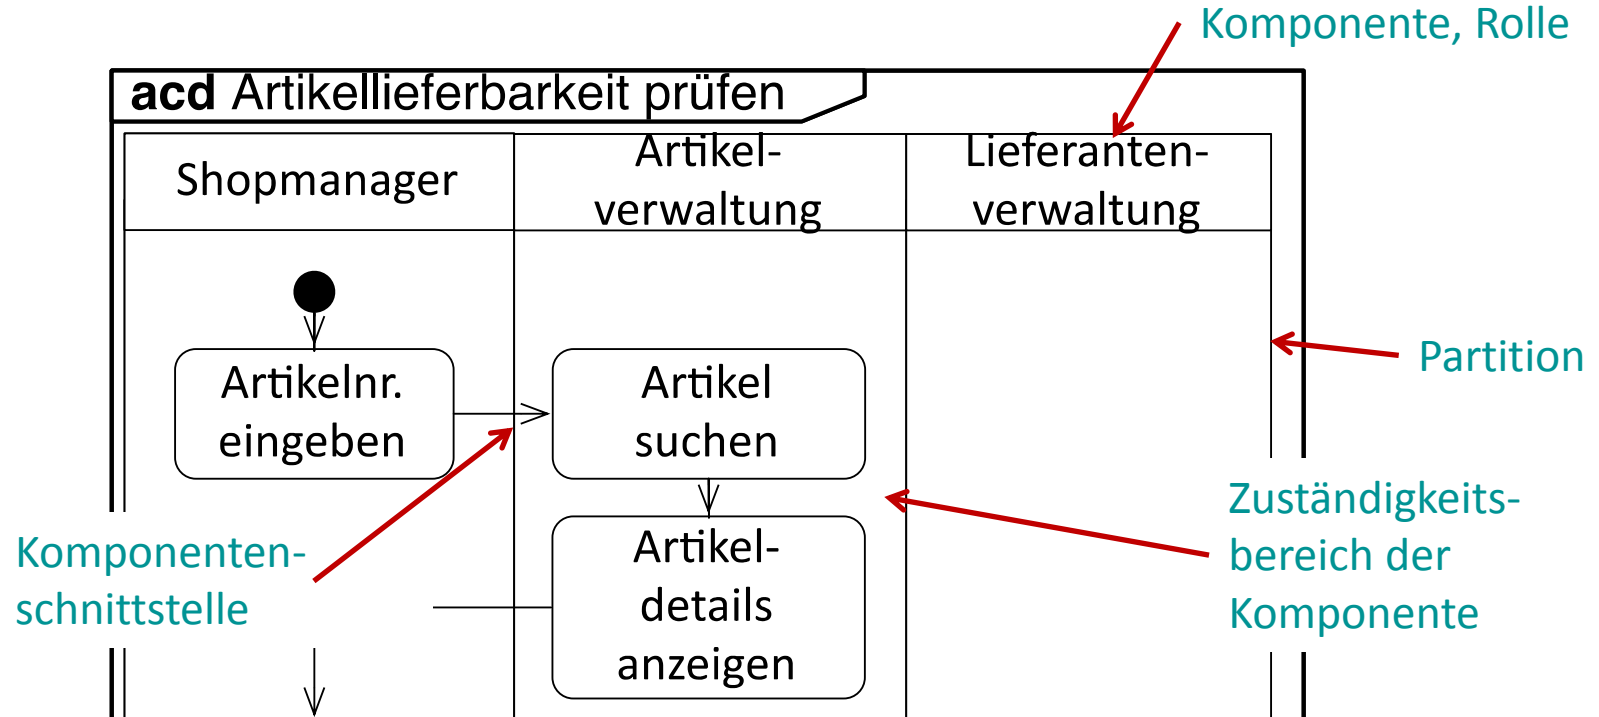 Komponente, Rolle
acd Artikellieferbarkeit prüfen
Shopmanager
Artikel-
verwaltung
Lieferanten-
verwaltung
Artikelnr.
eingeben
Artikel
suchen
Partition
Komponenten-
schnittstelle
Artikel-
details
anzeigen
Zuständigkeits-
bereich der
Komponente